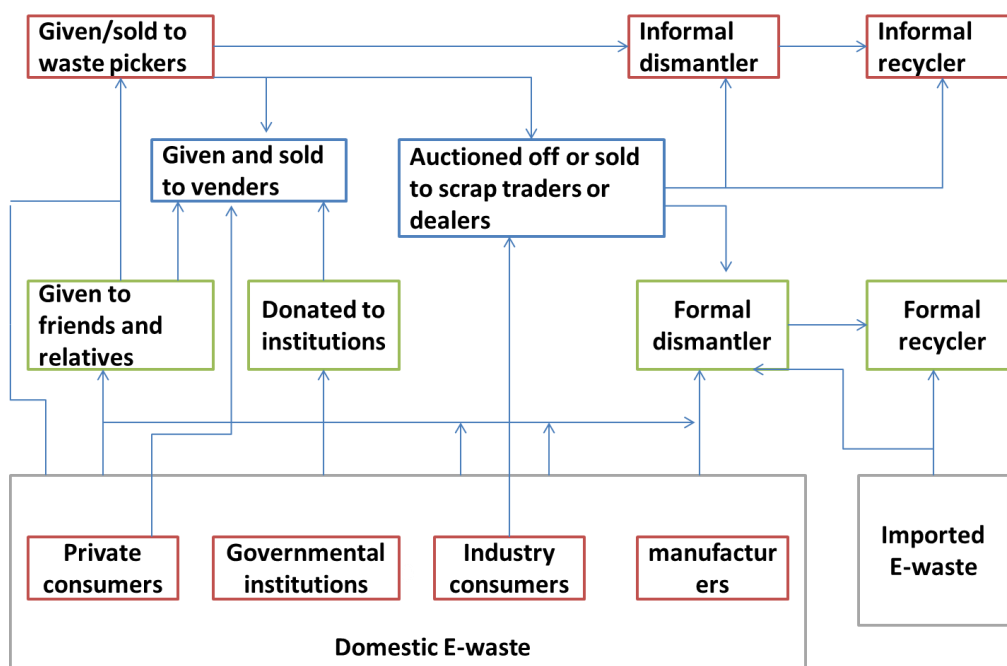 Given/sold to
waste pickers
Informal
dismantler
Informal
recycler
Given and sold
to venders
Auctioned off or sold
to scrap traders or
dealers
Given to
friends and
relatives
Donated to
institutions
Formal
dismantler
Formal
recycler
Private
consumers
Governmental
institutions
Industry
consumers
manufactur
ers
Imported
E-waste
Domestic E-waste